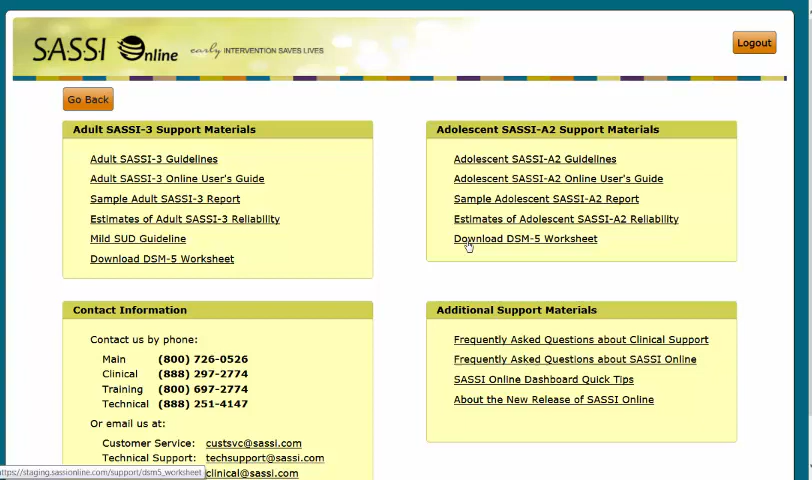 SASSI Online early INTERVENTION SAVES LIVES
Logout
Go Back
Adult SASSI-3 Support Materials
Adult SASSI-3 Guidelines
Adult SASSI-3 Online User's Guide
Sample Adult SASSI-3 Report
Estimates of Adult SASSI-3 Reliability
Mild SUD Guideline
Download DSM-5 Worksheet
Adolescent SASSI-A2 Support Materials
Adolescent SASSI-A2 Guidelines
Adolescent SASSI-A2 Online User's Guide
Sample Adolescent SASSI-A2 Report
Estimates of Adolescent SASSI-A2 Reliability
Download DSM-5 Worksheet
Contact Information
Contact us by phone:
Main (800) 726-0526
Clinical (888) 297-2774
Training (800) 697-2774
Technical (888) 251-4147
Or email us at:
Customer Service: custsvc@sassi.com
Technical Support: techsupport@sassi.com
clinical@sassi.com
Additional Support Materials
Frequently Asked Questions about Clinical Support
Frequently Asked Questions about SASSI Online
SASSI Online Dashboard Quick Tips
About the New Release of SASSI Online
https://staging.sassionline.com/support/dsm5_worksheet